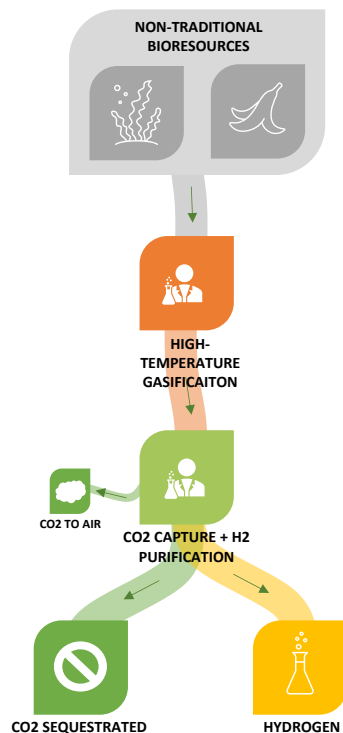 NON-TRADITIONAL
BIORESOURCES
HIGH-
TEMPERATURE
GASIFICAITON
CO2 TO AIR
CO2 CAPTURE + H2
PURIFICATION
CO2 SEQUESTRATED
HYDROGEN